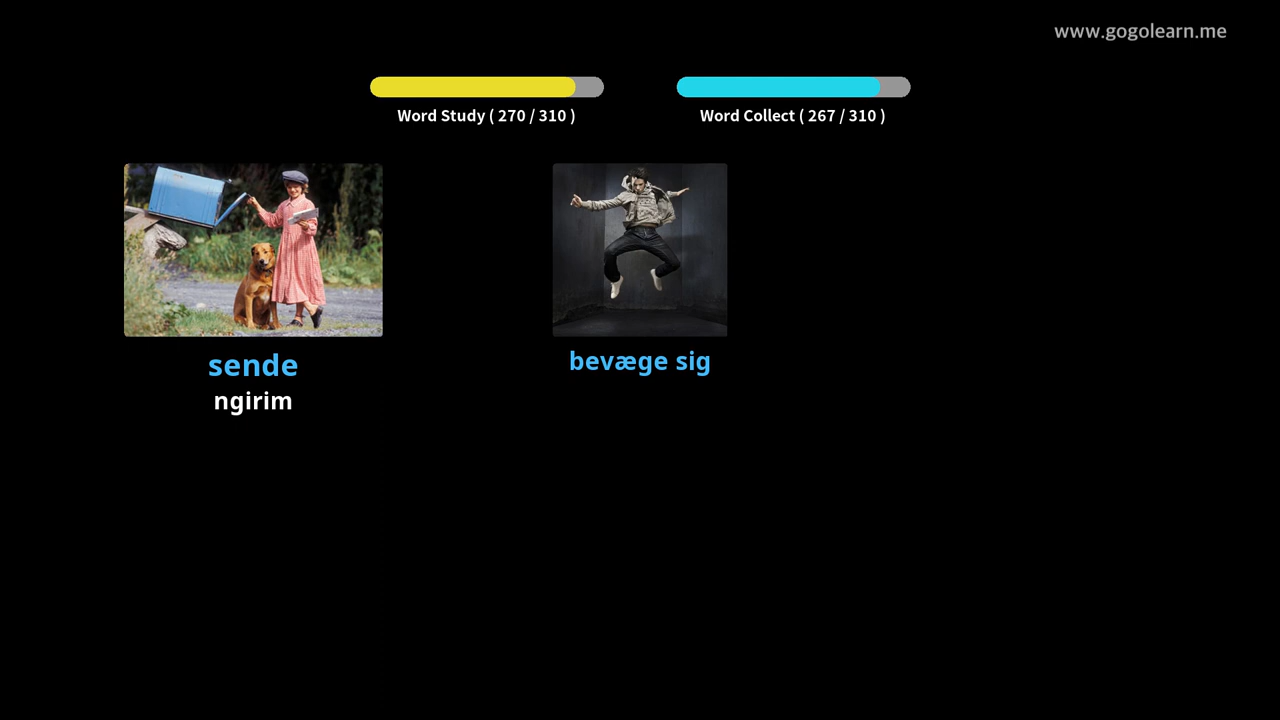 www.gogolearn.me
Word Study ( 270 / 310 )
Word Collect ( 267 / 310 )
sende
ngirim
bevæge sig